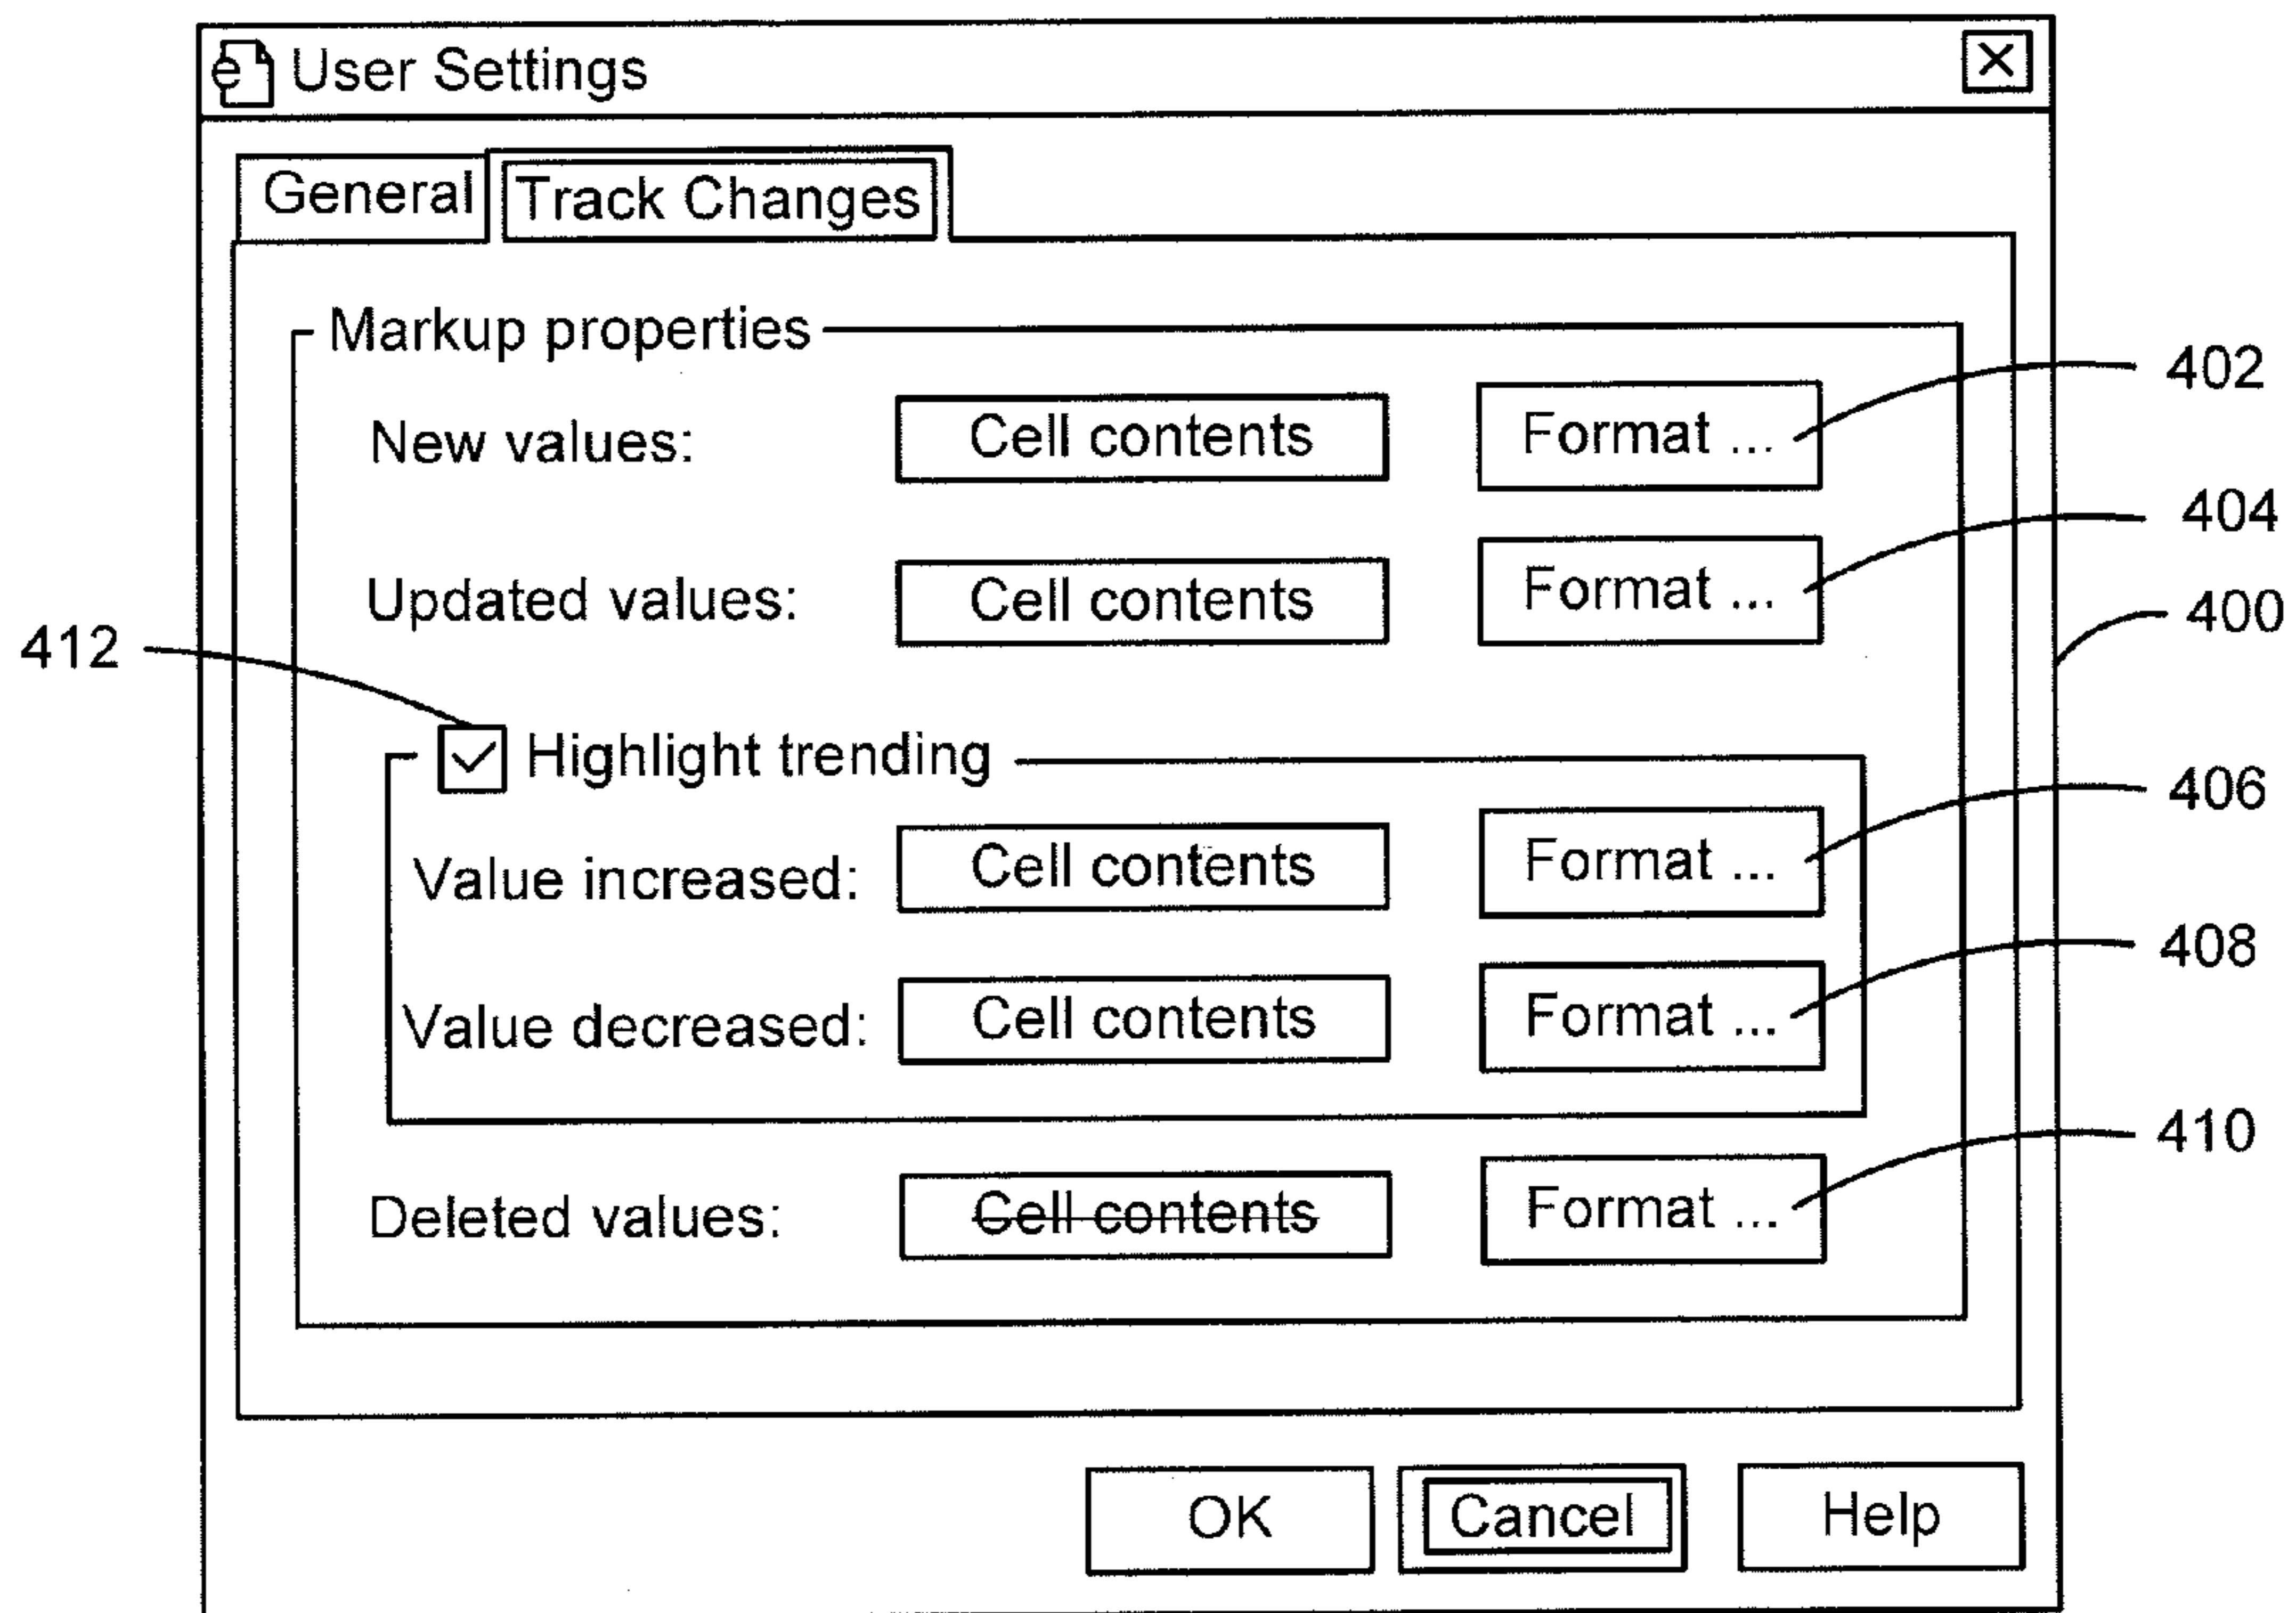 e User Settings X
General Track Changes
Markup properties
New values: Cell contents Format ... 402
Updated values: Cell contents Format ... 404
400
412
Highlight trending
Value increased: Cell contents Format ... 406
Value decreased: Cell contents Format ... 408
Deleted values: Cell contents Format ... 410
OK Cancel Help